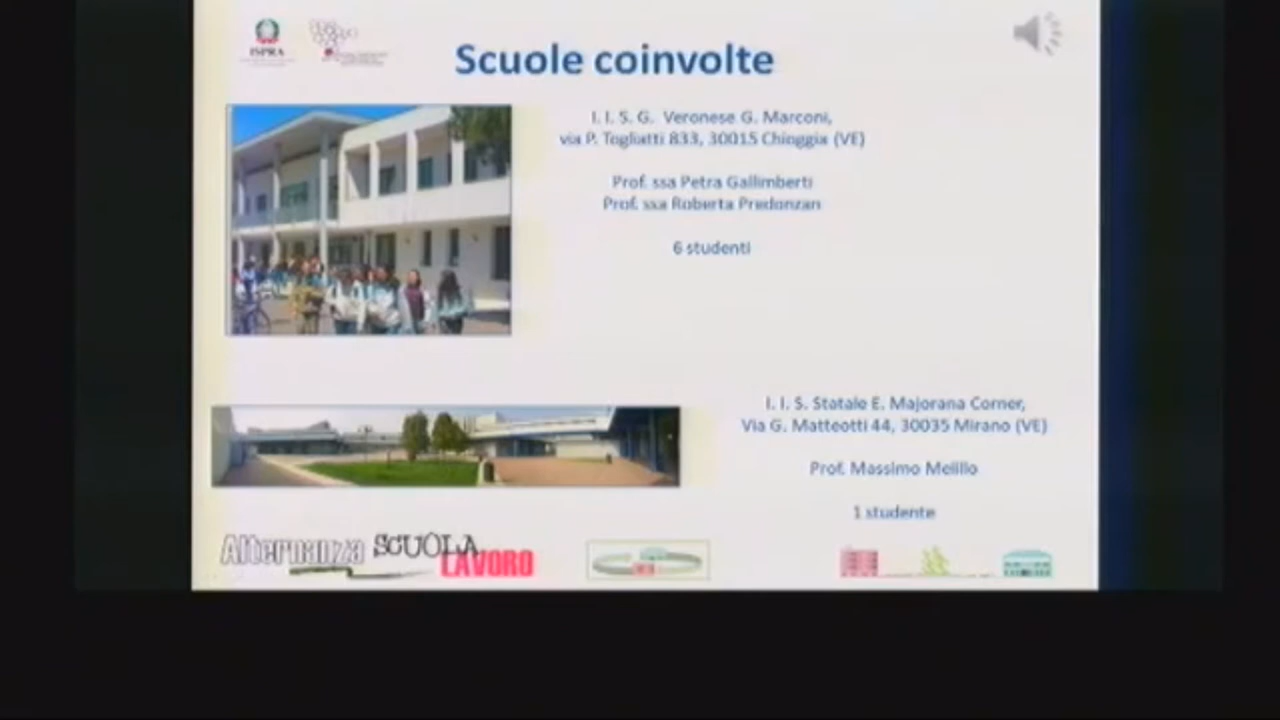 ISPRA
Scuole coinvolte
I. I. S. G. Veronese G. Marconi,
via P. Togliatti 833, 30015 Chioggia (VE)
Prof. ssa Petra Gallimberti
Prof. ssa Roberta Predonzan
6 studenti
I. I. S. Statale E. Majorana Corner,
Via G. Matteotti 44, 30035 Mirano (VE)
Prof. Massimo Melillo
1 studente
Alternanza SCUOLA
LAVORO